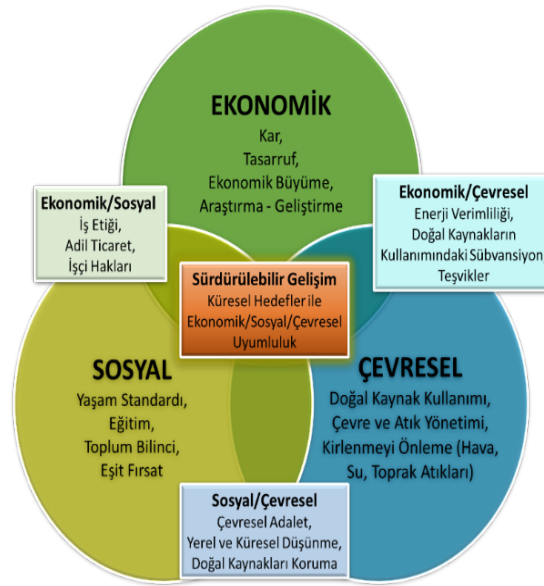 EKONOMİK
Kar,
Tasarruf,
Ekonomik Büyüme,
Araştırma - Geliştirme
Ekonomik/Sosyal
İş Etiği,
Adil Ticaret,
İşçi Hakları
Ekonomik/Çevresel
Enerji Verimliliği,
Doğal Kaynakların
Kullanımındaki Sübvansiyon,
Teşvikler
Sürdürülebilir Gelişim
Küresel Hedefler ile
Ekonomik/Sosyal/Çevresel
Uyumluluk
SOSYAL
Yaşam Standardı,
Eğitim,
Toplum Bilinci,
Eşit Fırsat
ÇEVRESEL
Doğal Kaynak Kullanımı,
Çevre ve Atık Yönetimi,
Kirlenmeyi Önleme (Hava,
Su, Toprak Atıkları)
Sosyal/Çevresel
Çevresel Adalet,
Yerel ve Küresel Düşünme,
Doğal Kaynakları Koruma